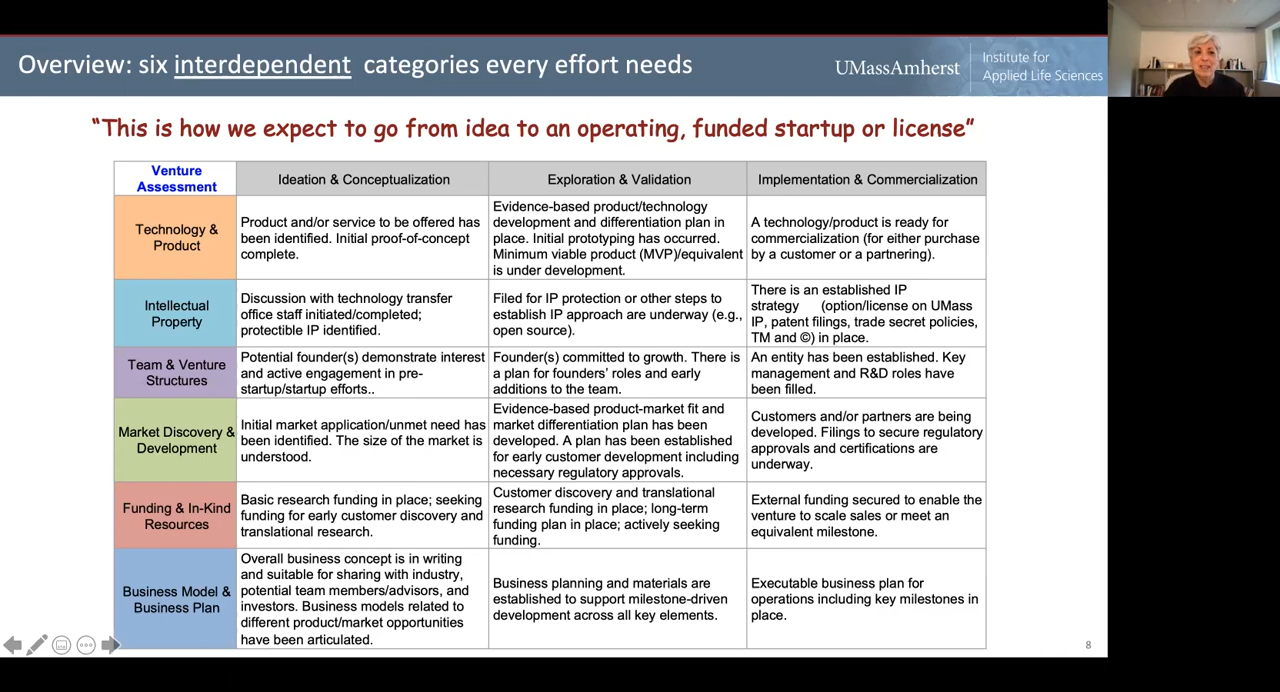 Overview: six interdependent categories every effort needs
UMassAmherst
Institute for
Applied Life Sciences
“This is how we expect to go from idea to an operating, funded startup or license”
Venture
Assessment
Ideation & Conceptualization
Exploration & Validation
Implementation & Commercialization
Technology &
Product
Product and/or service to be offered has
been identified. Initial proof-of-concept
complete.
Evidence-based product/technology
development and differentiation plan in
place. Initial prototyping has occurred.
Minimum viable product (MVP)/equivalent
is under development.
A technology/product is ready for
commercialization (for either purchase
by a customer or a partnering).
Intellectual
Property
Discussion with technology transfer
office staff initiated/completed;
protectible IP identified.
Filed for IP protection or other steps to
establish IP approach are underway (e.g.,
open source).
There is an established IP
strategy (option/license on UMass
IP, patent filings, trade secret policies,
TM and ©) in place.
Team & Venture
Structures
Potential founder(s) demonstrate interest
and active engagement in pre-
startup/startup efforts..
Founder(s) committed to growth. There is
a plan for founders’ roles and early
additions to the team.
An entity has been established. Key
management and R&D roles have
been filled.
Market Discovery &
Development
Initial market application/unmet need has
been identified. The size of the market is
understood.
Evidence-based product-market fit and
market differentiation plan has been
developed. A plan has been established
for early customer development including
necessary regulatory approvals.
Customers and/or partners are being
developed. Filings to secure regulatory
approvals and certifications are
underway.
Funding & In-Kind
Resources
Basic research funding in place; seeking
funding for early customer discovery and
translational research.
Customer discovery and translational
research funding in place; long-term
funding plan in place; actively seeking
funding.
External funding secured to enable the
venture to scale sales or meet an
equivalent milestone.
Business Model &
Business Plan
Overall business concept is in writing
and suitable for sharing with industry,
potential team members/advisors, and
investors. Business models related to
different product/market opportunities
have been articulated.
Business planning and materials are
established to support milestone-driven
development across all key elements.
Executable business plan for
operations including key milestones in
place.
8